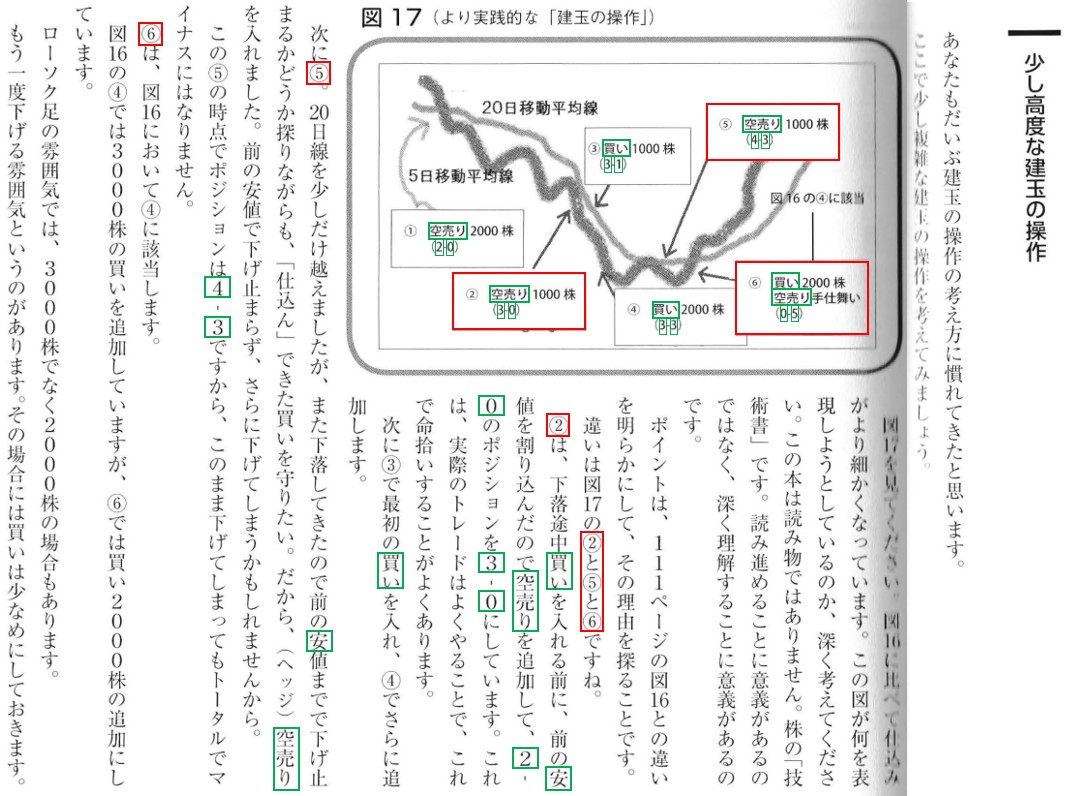 少し高度な建玉の操作
あなたもだいぶ建玉の操作の考え方に慣れてきたと思います。
ここで少し複雑な建玉の操作を考えてみましょう。
図17を見てください。図16に比べて仕込み
がより細かくなっています。この図が何を表
現しようとしているのか、深く考えてくださ
い。この本は読み物ではありません。株の「技
術書」です。読み進めることに意義があるの
ではなく、深く理解することに意義があるの
です。
ポイントは、111ページの図16との違い
を明らかにして、その理由を探ることです。
違いは図17の②と⑤と⑥ですね。
②は、下落途中買いを入れる前に、前の安
値を割り込んだので空売りを追加して、2-
0のポジションを3-0にしています。これ
は、実際のトレードはよくやることで、これ
で命拾いすることがよくあります。
次に③で最初の買いを入れ、④でさらに追
加します。
図17(より実践的な「建玉の操作」)
20日移動平均線
5日移動平均線
① 空売り 2000株
(2-0)
② 空売り 1000株
(3-0)
③ 買い 1000株
(3-1)
④ 買い 2000株
(3-3)
⑤ 空売り 1000株
(4-3)
図16の④に該当
⑥ 買い 2000株
空売り手仕舞い
(0-5)
次に⑤。20日線を少しだけ越えましたが、また下落してきたので前の安値までで下げ止
まるかどうか探りながらも、「仕込ん」できた買いを守りたい。だから、(ヘッジ)空売り
を入れました。前の安値で下げ止まらず、さらに下げてしまうかもしれませんから。
この⑤の時点でポジションは4-3ですから、このまま下げてしまってもトータルでマ
イナスにはなりません。
⑥は、図16において④に該当します。
図16の④では3000株の買いを追加していますが、⑥では買い2000株の追加にし
ています。
ローソク足の雰囲気では、3000株でなく2000株の場合もあります。
もう一度下げる雰囲気というのがあります。その場合には買いは少なめにしておきます。